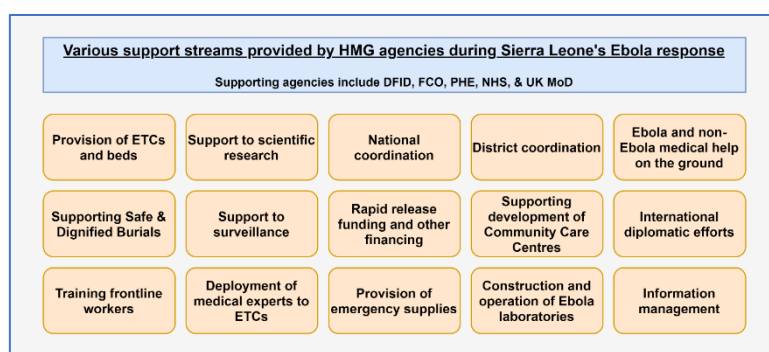 Various support streams provided by HMG agencies during Sierra Leone's Ebola response
Supporting agencies include DFID, FCO, PHE, NHS, & UK MoD
Provision of ETCs
and beds
Support to scientific
research
National
coordination
District coordination
Ebola and non-
Ebola medical help
on the ground
Supporting Safe &
Dignified Burials
Support to
surveillance
Rapid release
funding and other
financing
Supporting
development of
Community Care
Centres
International
diplomatic efforts
Training frontline
workers
Deployment of
medical experts to
ETCs
Provision of
emergency supplies
Construction and
operation of Ebola
laboratories
Information
management